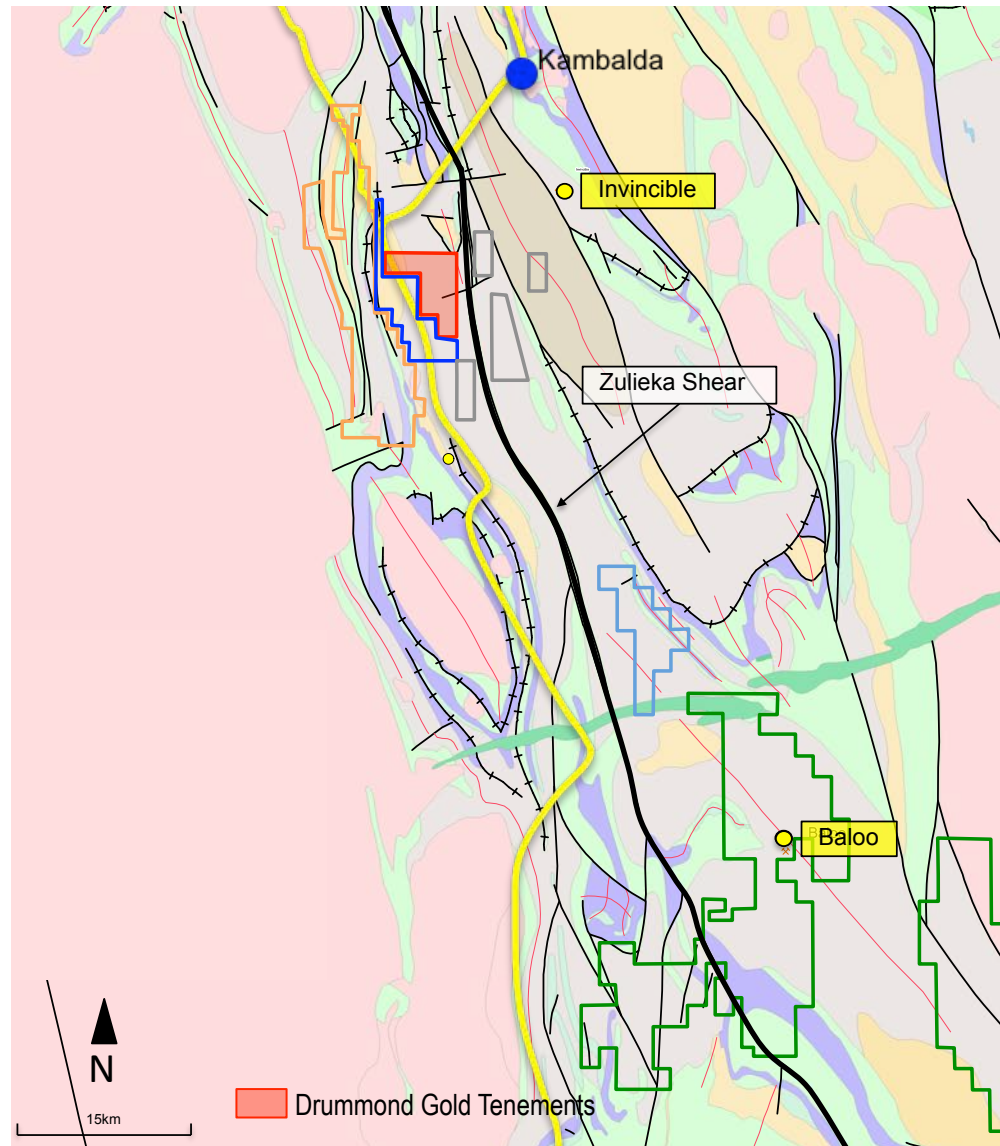 Kambalda
Invincible
Zulieka Shear
Baloo
N
15km
Drummond Gold Tenements